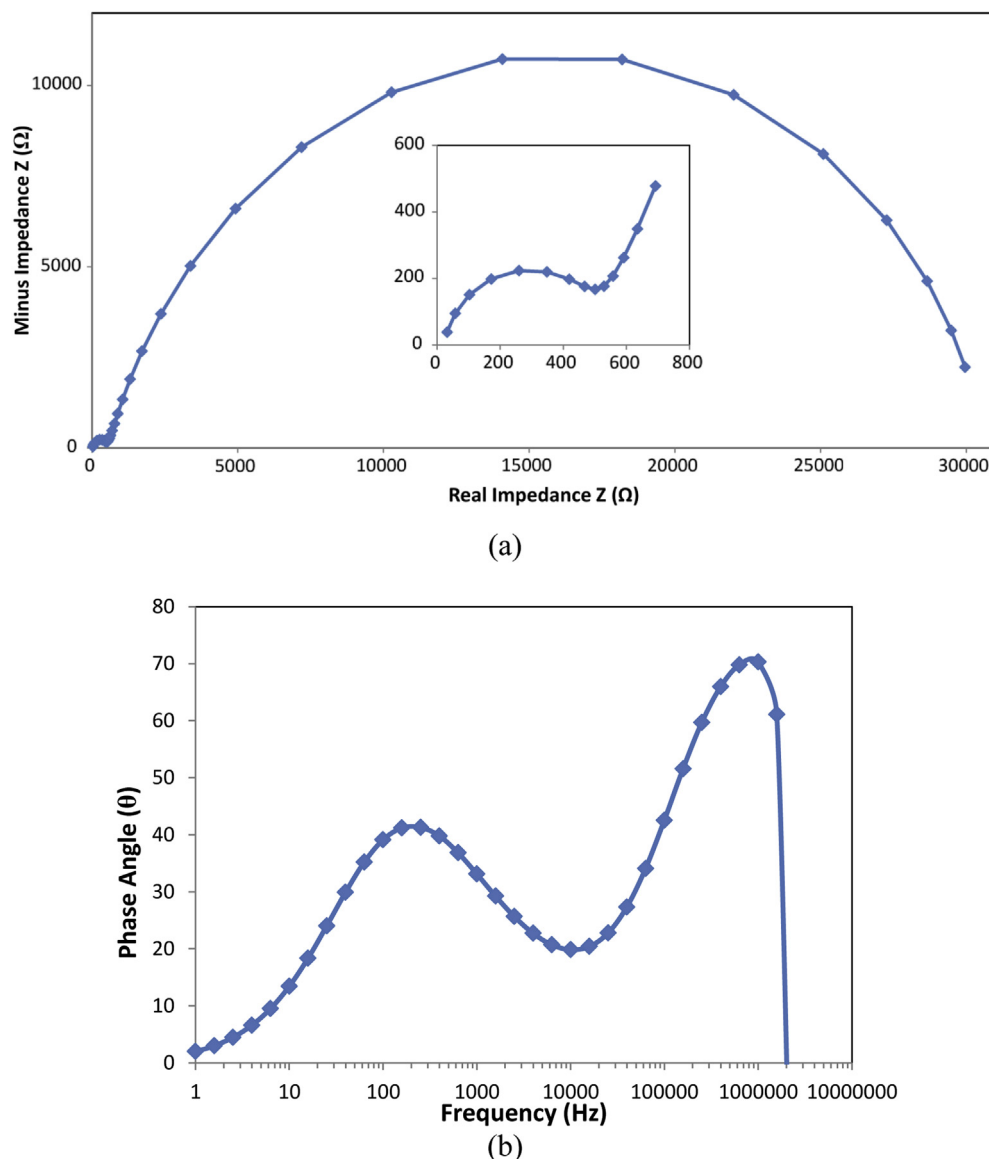 10000
5000
0
Minus Impedance Z (Ω)
600
400
200
0
0 200 400 600 800
0 5000 10000 15000 20000 25000 30000
Real Impedance Z (Ω)
(a)
80
70
60
50
40
30
20
10
0
Phase Angle (θ)
1 10 100 1000 10000 100000 1000000 10000000
Frequency (Hz)
(b)